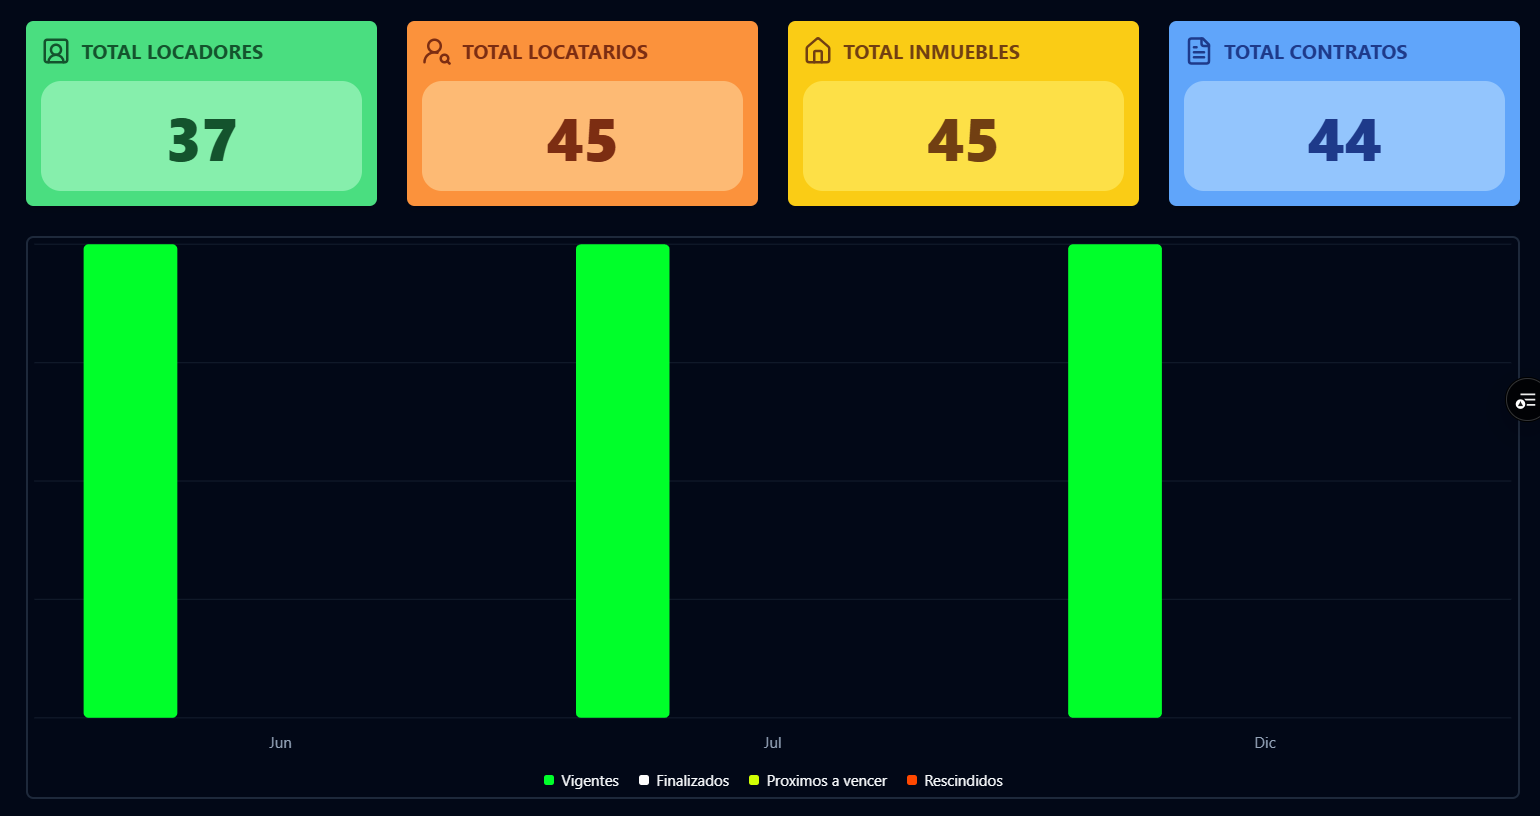 TOTAL LOCADORES
37
TOTAL LOCATARIOS
45
TOTAL INMUEBLES
45
TOTAL CONTRATOS
44
Jun Jul Dic
Vigentes Finalizados Proximos a vencer Rescindidos